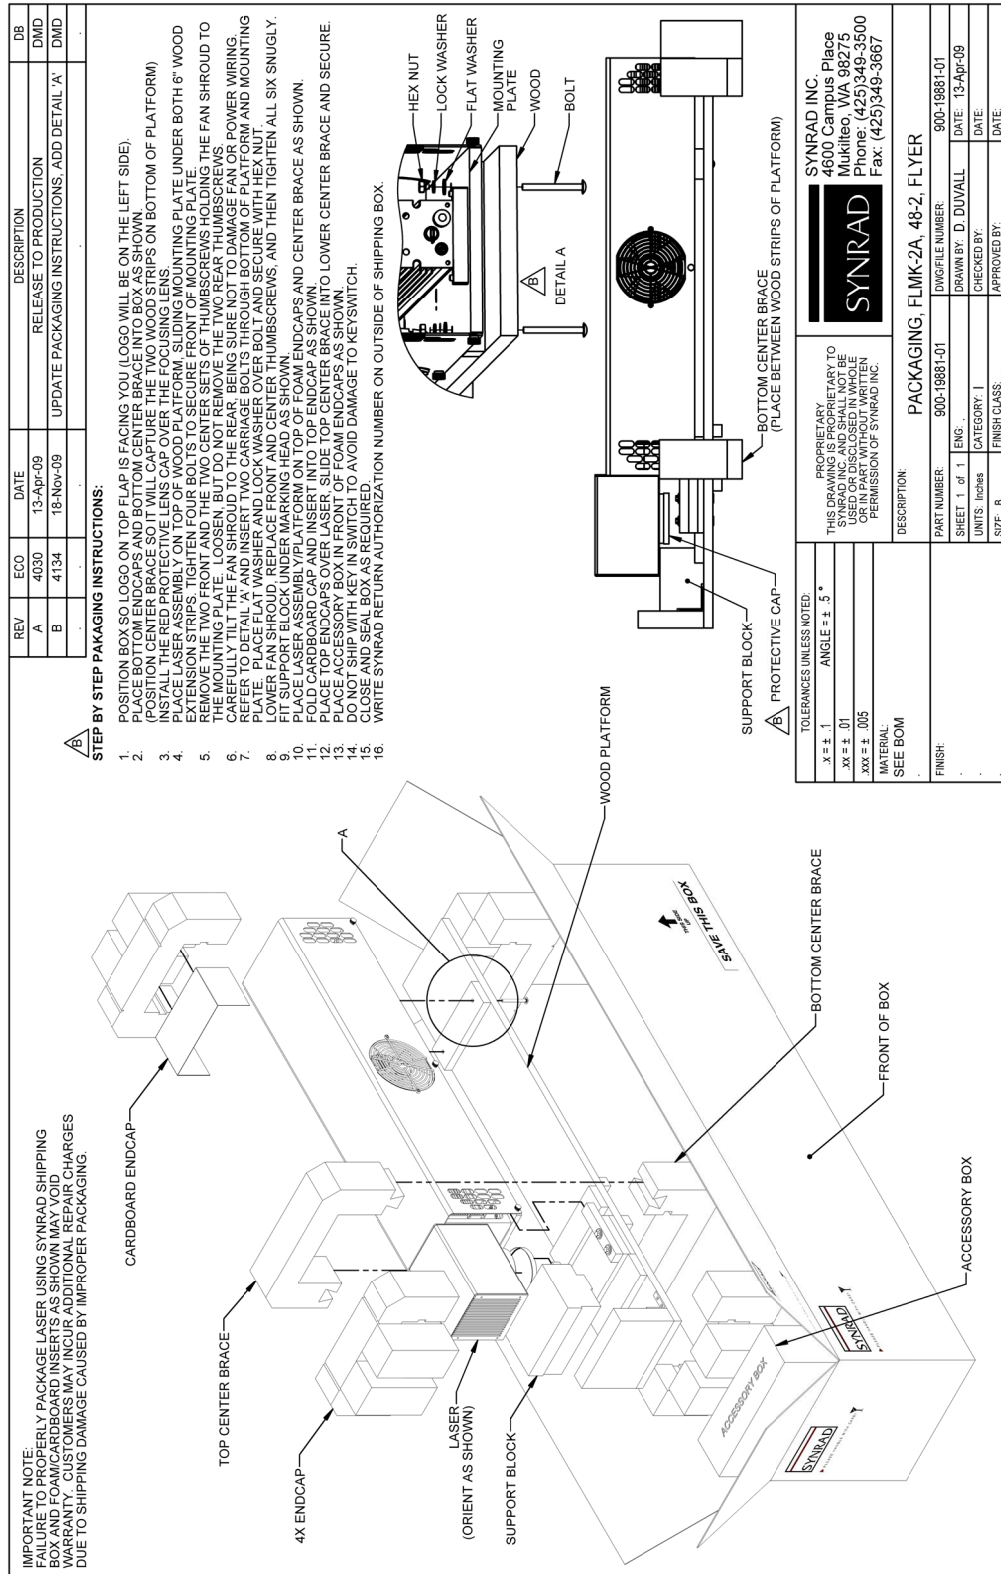 IMPORTANT NOTE:
FAILURE TO PROPERLY PACKAGE LASER USING SYNRAD SHIPPING
BOX AND FOAM/CARDBOARD INSERTS AS SHOWN MAY VOID
WARRANTY. CUSTOMERS MAY INCUR ADDITIONAL REPAIR CHARGES
DUE TO SHIPPING DAMAGE CAUSED BY IMPROPER PACKAGING.
REV ECO DATE DESCRIPTION DB
A 4030 13-Apr-09 RELEASE TO PRODUCTION DMD
B 4134 18-Nov-09 UPDATE PACKAGING INSTRUCTIONS, ADD DETAIL 'A' DMD
B
STEP BY STEP PAKAGING INSTRUCTIONS:
1. POSITION BOX SO LOGO ON TOP FLAP IS FACING YOU (LOGO WILL BE ON THE LEFT SIDE).
2. PLACE BOTTOM ENDCAPS AND BOTTOM CENTER BRACE INTO BOX AS SHOWN.
(POSITION CENTER BRACE SO IT WILL CAPTURE THE TWO WOOD STRIPS ON BOTTOM OF PLATFORM)
3. INSTALL THE RED PROTECTIVE LENS CAP OVER THE FOCUSING LENS.
4. PLACE LASER ASSEMBLY ON TOP OF WOOD PLATFORM, SLIDING MOUNTING PLATE UNDER BOTH 6" WOOD
EXTENSION STRIPS. TIGHTEN FOUR BOLTS TO SECURE FRONT OF MOUNTING PLATE.
5. REMOVE THE TWO FRONT AND THE TWO CENTER SETS OF THUMBSCREWS HOLDING THE FAN SHROUD TO
THE MOUNTING PLATE. LOOSEN, BUT DO NOT REMOVE THE TWO REAR THUMBSCREWS.
6. CAREFULLY TILT THE FAN SHROUD TO THE REAR, BEING SURE NOT TO DAMAGE FAN OR POWER WIRING.
7. REFER TO DETAIL 'A' AND INSERT TWO CARRIAGE BOLTS THROUGH BOTTOM OF PLATFORM AND MOUNTING
PLATE. PLACE FLAT WASHER AND LOCK WASHER OVER BOLT AND SECURE WITH HEX NUT.
8. LOWER FAN SHROUD, REPLACE FRONT AND CENTER THUMBSCREWS, AND THEN TIGHTEN ALL SIX SNUGLY.
9. FIT SUPPORT BLOCK UNDER MARKING HEAD AS SHOWN.
10. PLACE LASER ASSEMBLY/PLATFORM ON TOP OF FOAM ENDCAPS AND CENTER BRACE AS SHOWN.
11. FOLD CARDBOARD CAP AND INSERT INTO TOP ENDCAP AS SHOWN.
12. PLACE TOP ENDCAPS OVER LASER, SLIDE TOP CENTER BRACE INTO LOWER CENTER BRACE AND SECURE.
13. PLACE ACCESSORY BOX IN FRONT OF FOAM ENDCAPS AS SHOWN.
14. DO NOT SHIP WITH KEY IN SWITCH TO AVOID DAMAGE TO KEYSWITCH.
15. CLOSE AND SEAL BOX AS REQUIRED.
16. WRITE SYNRAD RETURN AUTHORIZATION NUMBER ON OUTSIDE OF SHIPPING BOX.
CARDBOARD ENDCAP
TOP CENTER BRACE
4X ENDCAP
LASER
(ORIENT AS SHOWN)
SUPPORT BLOCK
A
WOOD PLATFORM
BOTTOM CENTER BRACE
FRONT OF BOX
ACCESSORY BOX
ACCESSORY BOX
THIS SIDE
UP
SAVE THIS BOX
SYNRAD
SYNRAD
HEX NUT
LOCK WASHER
FLAT WASHER
MOUNTING
PLATE
WOOD
BOLT
B
DETAIL A
BOTTOM CENTER BRACE
(PLACE BETWEEN WOOD STRIPS OF PLATFORM)
SUPPORT BLOCK
B
PROTECTIVE CAP
TOLERANCES UNLESS NOTED:
.x = ± .1 ANGLE = ± .5 °
.xx = ± .01
.xxx = ± .005
MATERIAL:
SEE BOM
FINISH:
PROPRIETARY
THIS DRAWING IS PROPRIETARY TO
SYNRAD INC. AND SHALL NOT BE
USED OR DISCLOSED IN WHOLE
OR IN PART WITHOUT WRITTEN
PERMISSION OF SYNRAD INC.
SYNRAD
SYNRAD INC.
4600 Campus Place
Mukilteo, WA 98275
Phone: (425)349-3500
Fax: (425)349-3667
DESCRIPTION:
PACKAGING, FLMK-2A, 48-2, FLYER
PART NUMBER: 900-19881-01 DWG/FILE NUMBER: 900-19881-01
SHEET 1 of 1 ENG: . DRAWN BY: D. DUVALL DATE: 13-Apr-09
UNITS: Inches CATEGORY: I CHECKED BY: DATE:
SIZE: B FINISH CLASS: APPROVED BY: DATE: